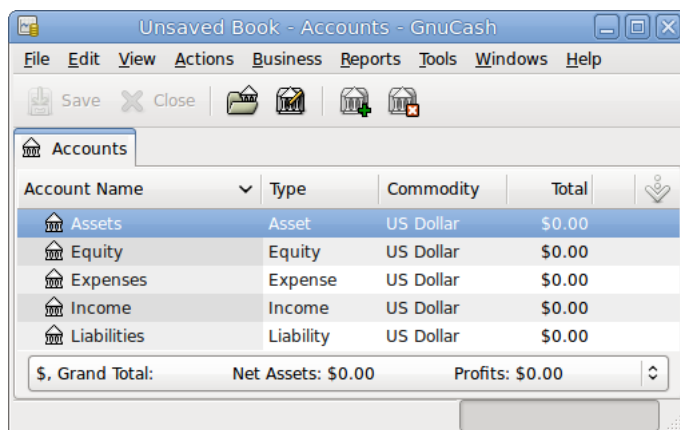 Unsaved Book - Accounts - GnuCash
File Edit View Actions Business Reports Tools Windows Help
Save Close
Accounts
Account Name Type Commodity Total
Assets Asset US Dollar $0.00
Equity Equity US Dollar $0.00
Expenses Expense US Dollar $0.00
Income Income US Dollar $0.00
Liabilities Liability US Dollar $0.00
$, Grand Total: Net Assets: $0.00 Profits: $0.00